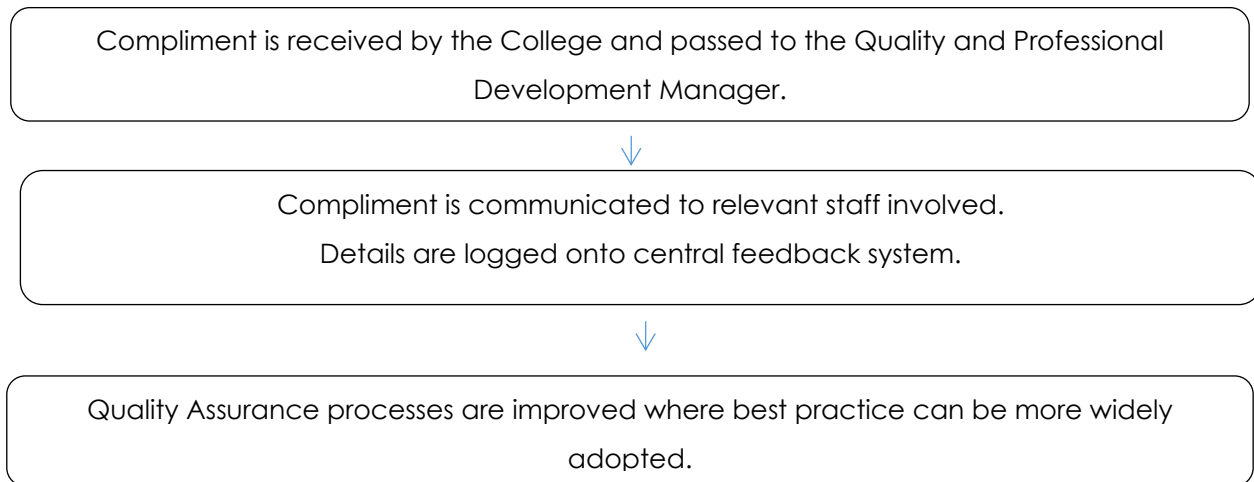 Compliment is received by the College and passed to the Quality and Professional
Development Manager.
Compliment is communicated to relevant staff involved.
Details are logged onto central feedback system.
Quality Assurance processes are improved where best practice can be more widely
adopted.